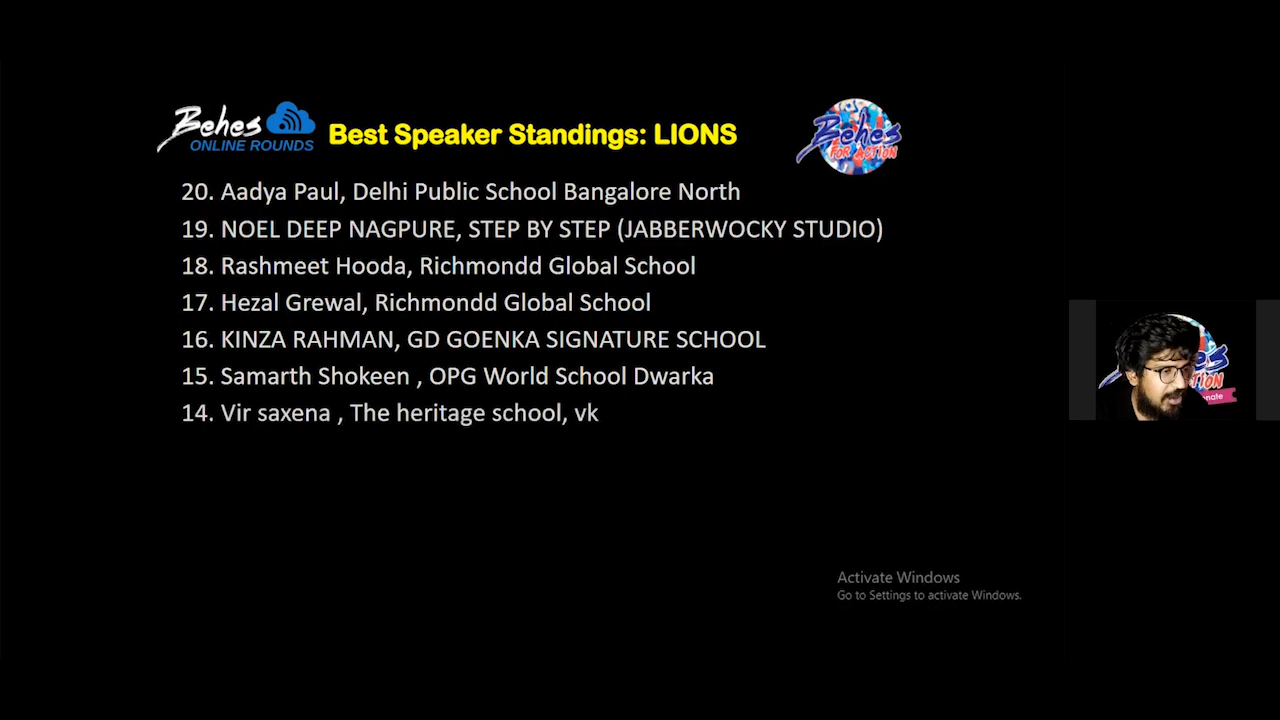 Behes
ONLINE ROUNDS
Best Speaker Standings: LIONS
Behes
FOR ACTION
20. Aadya Paul, Delhi Public School Bangalore North
19. NOEL DEEP NAGPURE, STEP BY STEP (JABBERWOCKY STUDIO)
18. Rashmeet Hooda, Richmondd Global School
17. Hezal Grewal, Richmondd Global School
16. KINZA RAHMAN, GD GOENKA SIGNATURE SCHOOL
15. Samarth Shokeen , OPG World School Dwarka
14. Vir saxena , The heritage school, vk
Activate Windows
Go to Settings to activate Windows.